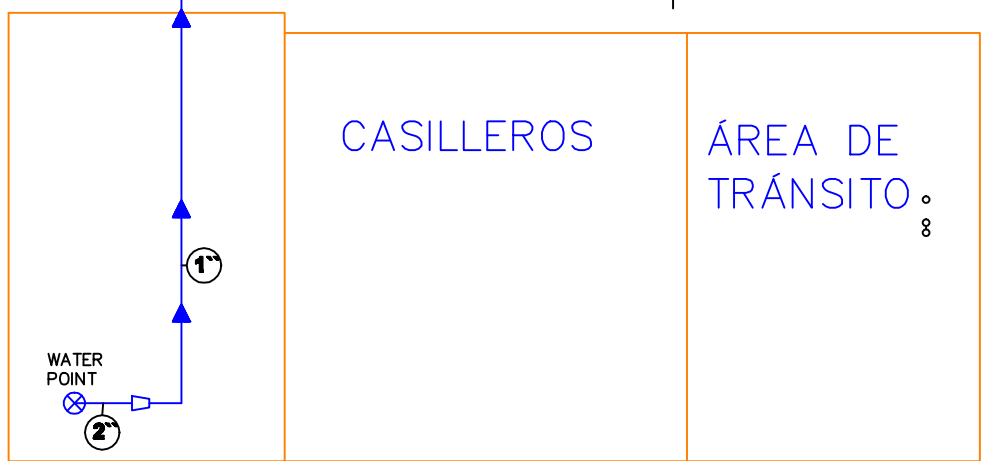 CASILLEROS
ÁREA DE
TRÁNSITO
1``
WATER
POINT
2``